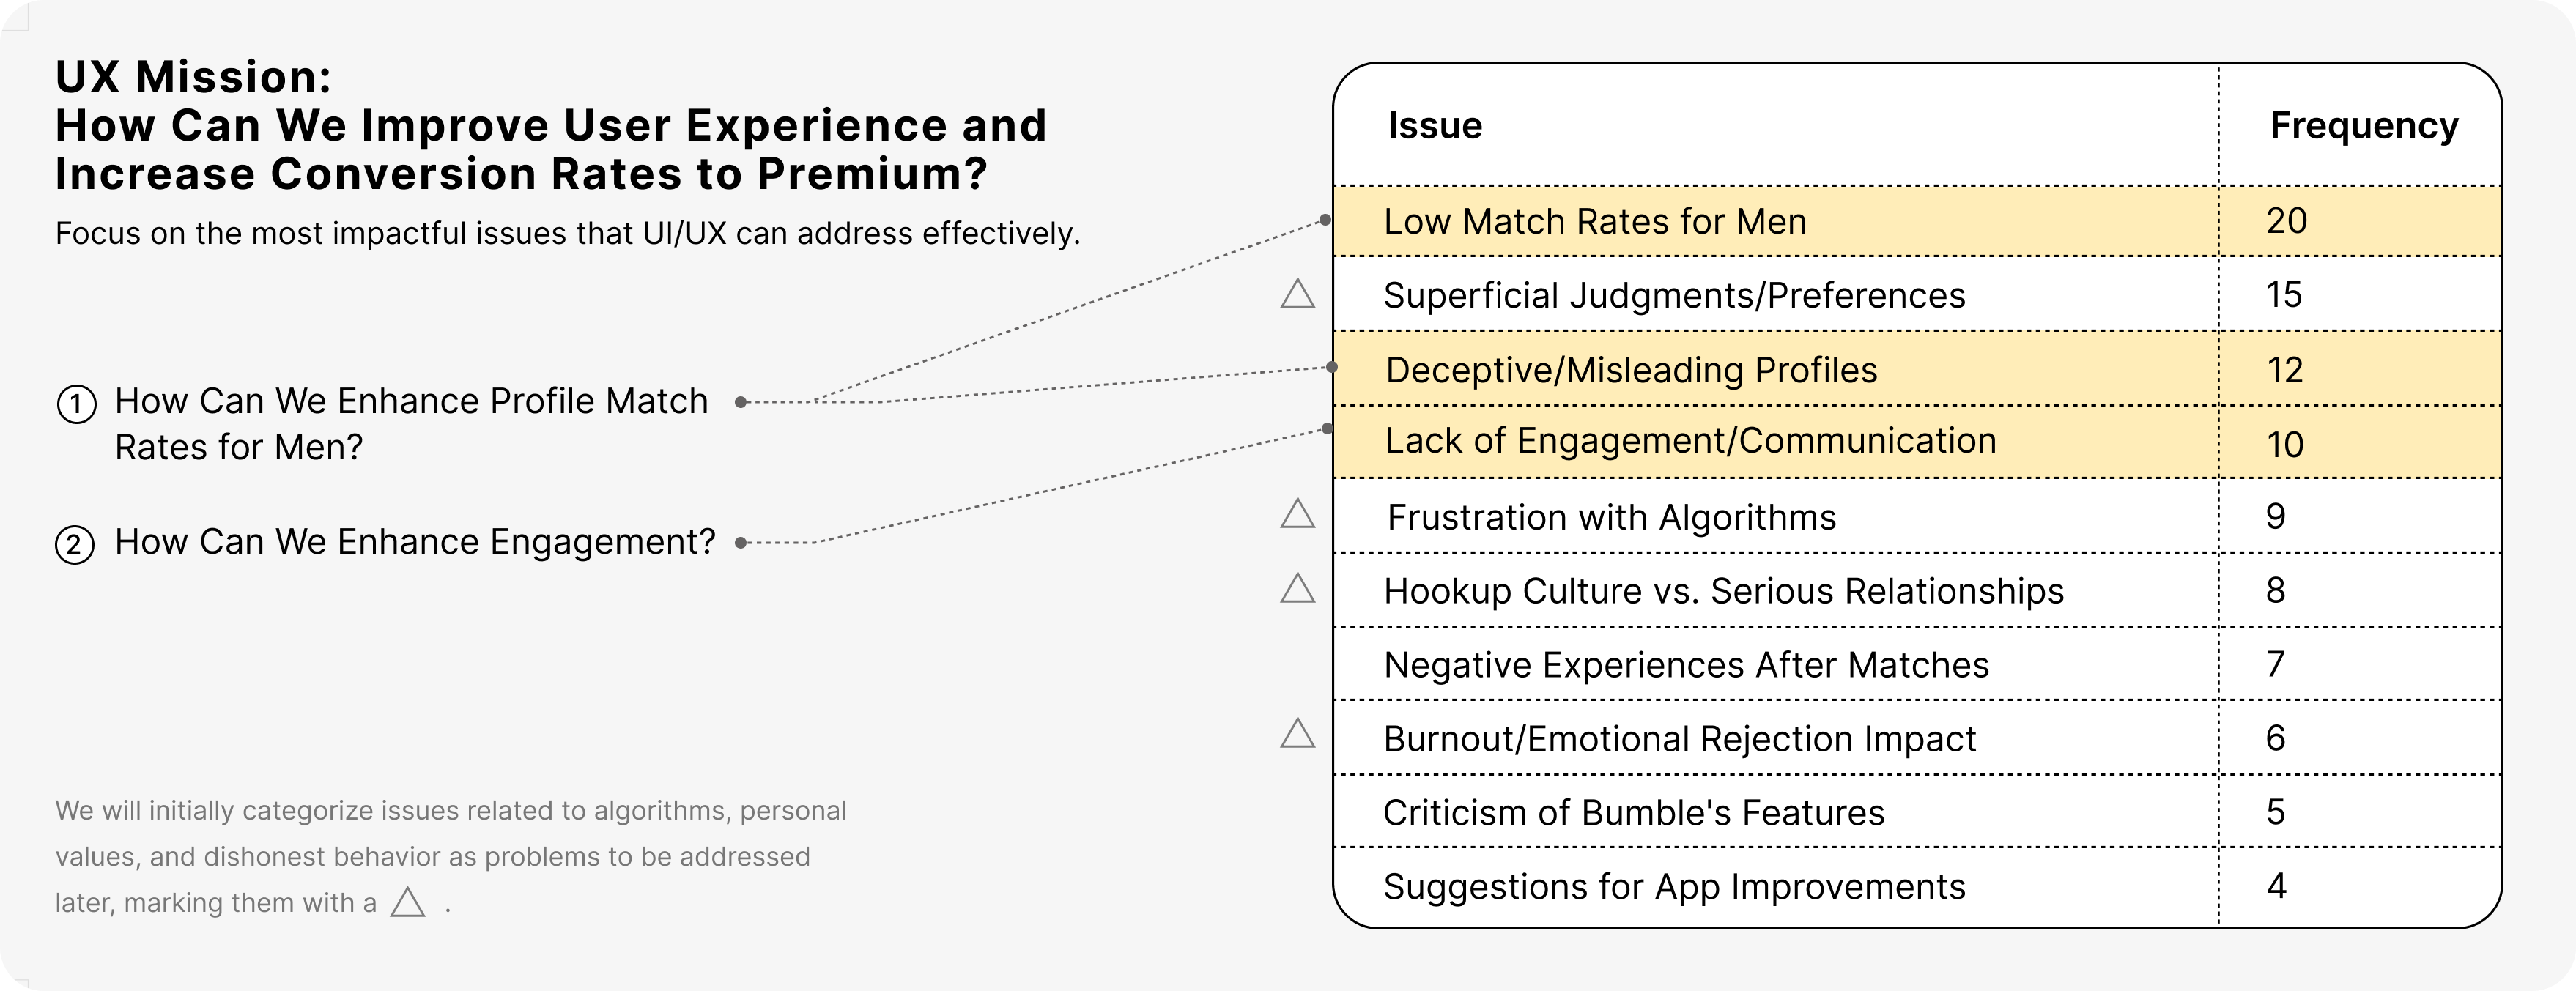 UX Mission:
How Can We Improve User Experience and
Increase Conversion Rates to Premium?
Focus on the most impactful issues that UI/UX can address effectively.
1 How Can We Enhance Profile Match
Rates for Men?
2 How Can We Enhance Engagement?
We will initially categorize issues related to algorithms, personal
values, and dishonest behavior as problems to be addressed
later, marking them with a △ .
Issue Frequency
Low Match Rates for Men 20
△ Superficial Judgments/Preferences 15
Deceptive/Misleading Profiles 12
Lack of Engagement/Communication 10
△ Frustration with Algorithms 9
△ Hookup Culture vs. Serious Relationships 8
Negative Experiences After Matches 7
△ Burnout/Emotional Rejection Impact 6
Criticism of Bumble's Features 5
Suggestions for App Improvements 4